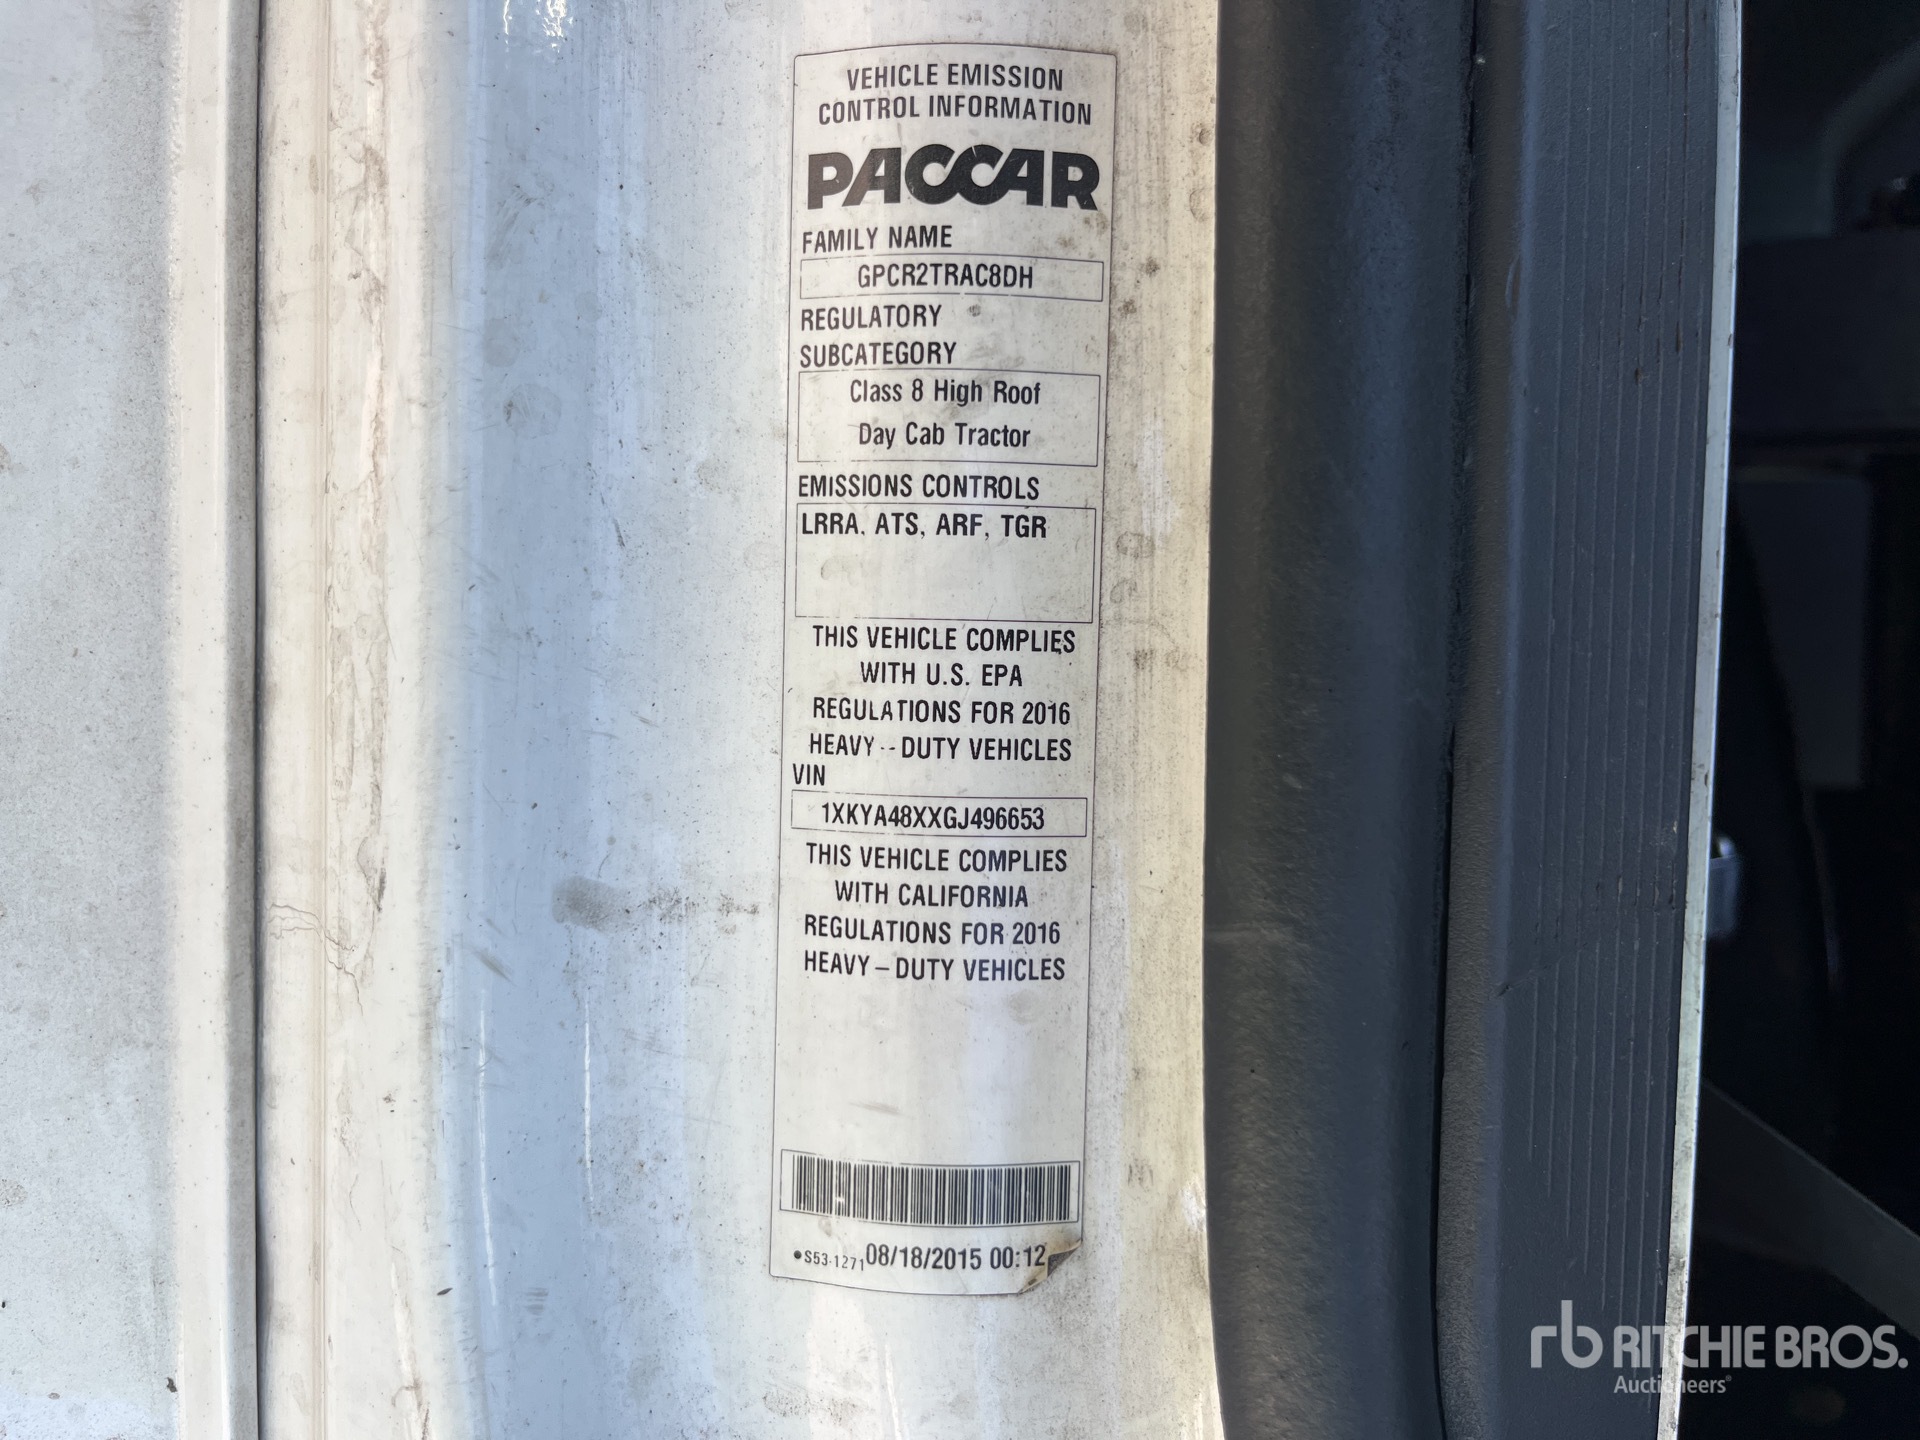 VEHICLE EMISSION
CONTROL INFORMATION
PACCAR
FAMILY NAME
GPCR2TRAC8DH
REGULATORY
SUBCATEGORY
Class 8 High Roof
Day Cab Tractor
EMISSIONS CONTROLS
LRRA, ATS, ARF, TGR
THIS VEHICLE COMPLIES
WITH U.S. EPA
REGULATIONS FOR 2016
HEAVY--DUTY VEHICLES
VIN
1XKYA48XXGJ496653
THIS VEHICLE COMPLIES
WITH CALIFORNIA
REGULATIONS FOR 2016
HEAVY–DUTY VEHICLES
•S53-1271 08/18/2015 00:12
rb RITCHIE BROS.
Auctioneers®